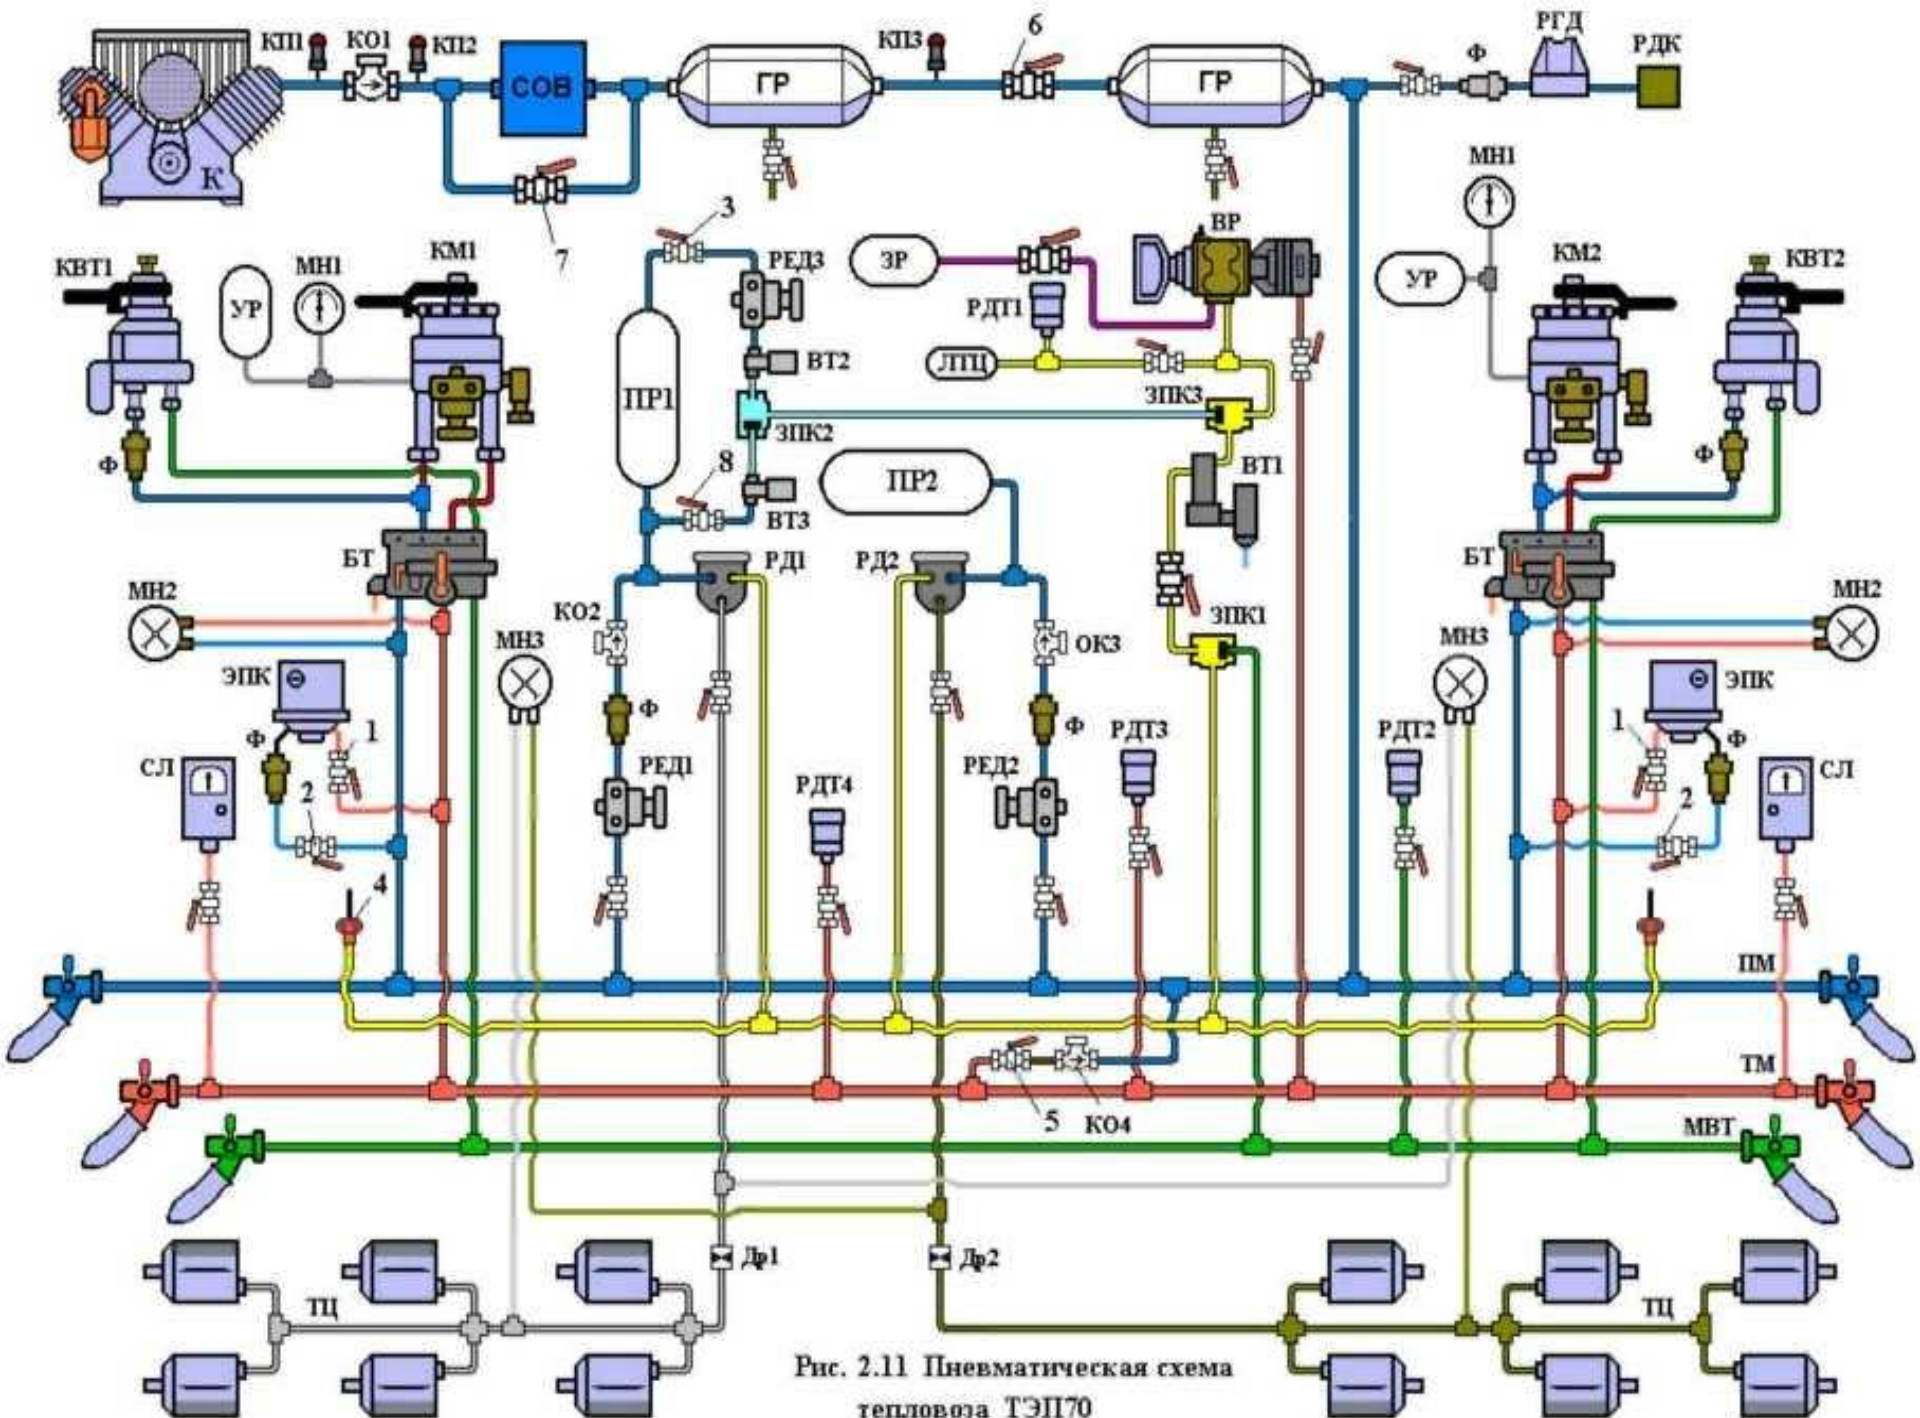 КП1 КО1 КП2 СОВ ГР КП3 6 ГР Ф РГД РДК
К
7
МН1
КВТ1 УР МН1 КМ1
3
РЕД3 ЗР ВР
РДТ1
УР КМ2 КВТ2
ПР1 ВТ2 ЛТЦ
ЗПК3
ЗПК2
Ф 8 ПР2 ВТ1 Ф
ВТ3
БТ РД1 РД2 БТ
МН2 КО2 МН3 ОК3 ЗПК1 МН3 МН2
ЭПК Ф Ф ЭПК
Ф 1 РДТ3 РДТ2 1 Ф
СЛ 2 РЕД1 РДТ4 РЕД2 2 СЛ
4
ПМ
ТМ
5 КО4
МВТ
Др1 Др2
ТЦ ТЦ
Рис. 2.11 Пневматическая схема
тепловоза ТЭП70